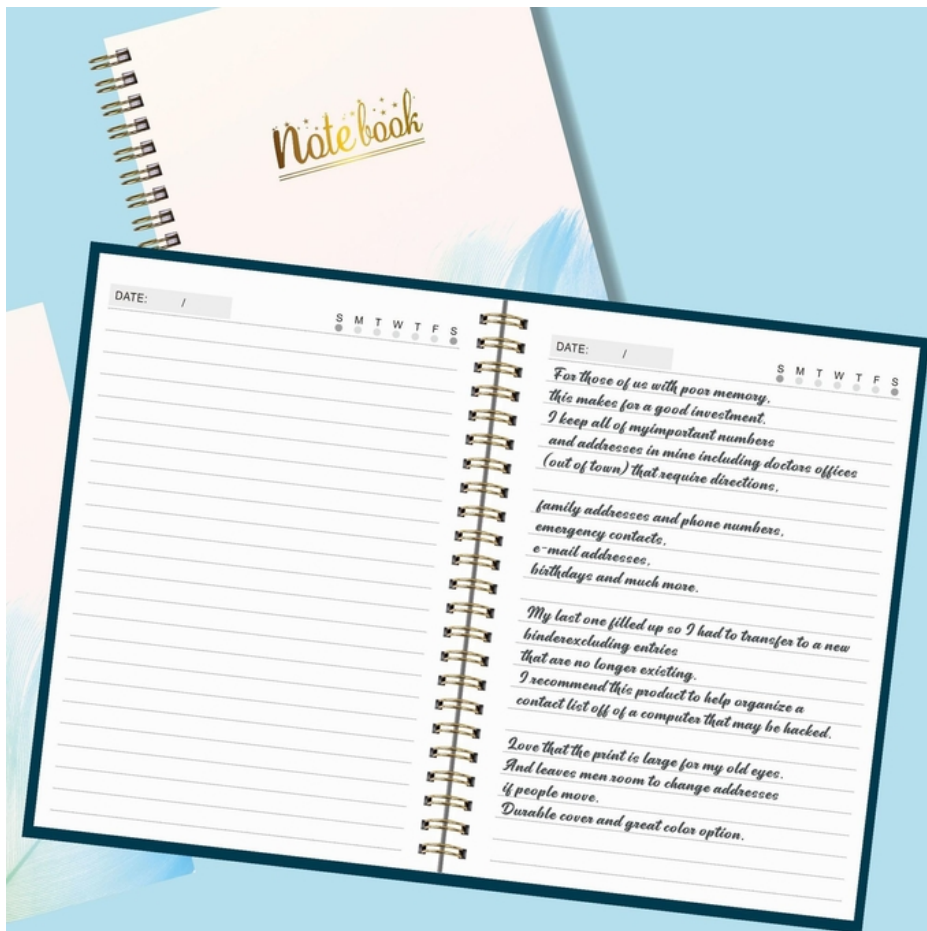 Notebook
DATE: /
S M T W T F S
DATE: /
S M T W T F S
For those of us with poor memory,
this makes for a good investment.
I keep all of myimportant numbers
and addresses in mine including doctors offices
(out of town) that require directions,
family addresses and phone numbers,
emergency contacts,
e-mail addresses,
birthdays and much more.
My last one filled up so I had to transfer to a new
binderexcluding entries
that are no longer existing.
I recommend this product to help organize a
contact list off of a computer that may be hacked.
Love that the print is large for my old eyes.
And leaves men room to change addresses
if people move.
Durable cover and great color option.